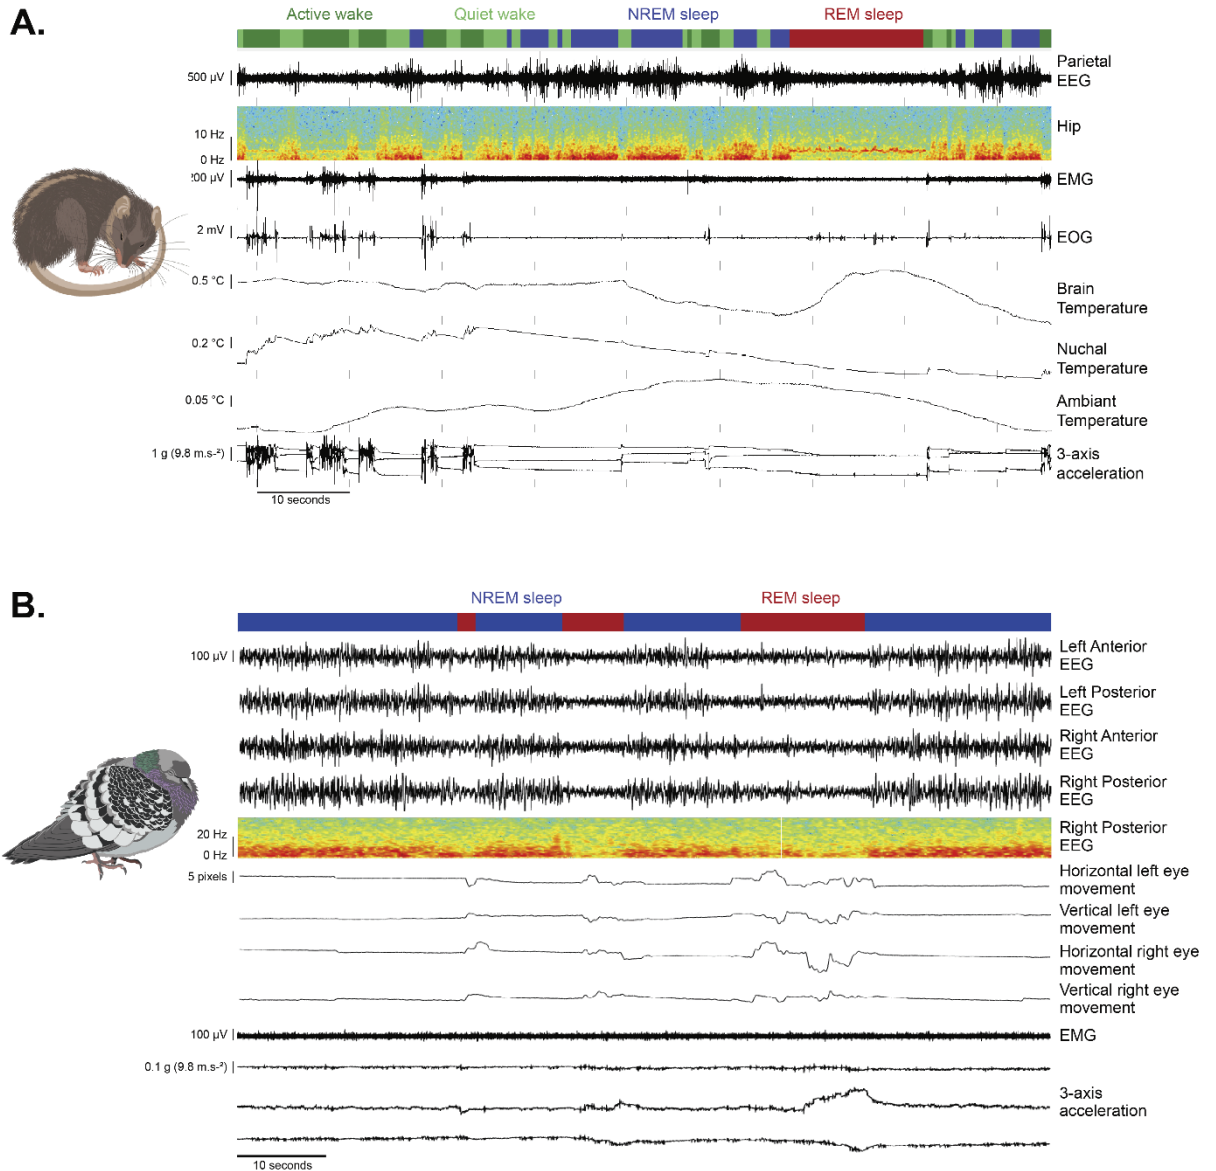 A.
Active wake Quiet wake NREM sleep REM sleep
500 µV
Parietal
EEG
10 Hz
0 Hz
Hip
200 µV
EMG
2 mV
EOG
0.5 °C
Brain
Temperature
0.2 °C
Nuchal
Temperature
0.05 °C
Ambiant
Temperature
1 g (9.8 m.s-²)
3-axis
acceleration
10 seconds
B.
NREM sleep REM sleep
100 µV
Left Anterior
EEG
Left Posterior
EEG
Right Anterior
EEG
Right Posterior
EEG
20 Hz
0 Hz
Right Posterior
EEG
5 pixels
Horizontal left eye
movement
Vertical left eye
movement
Horizontal right eye
movement
Vertical right eye
movement
100 µV
EMG
0.1 g (9.8 m.s-²)
3-axis
acceleration
10 seconds